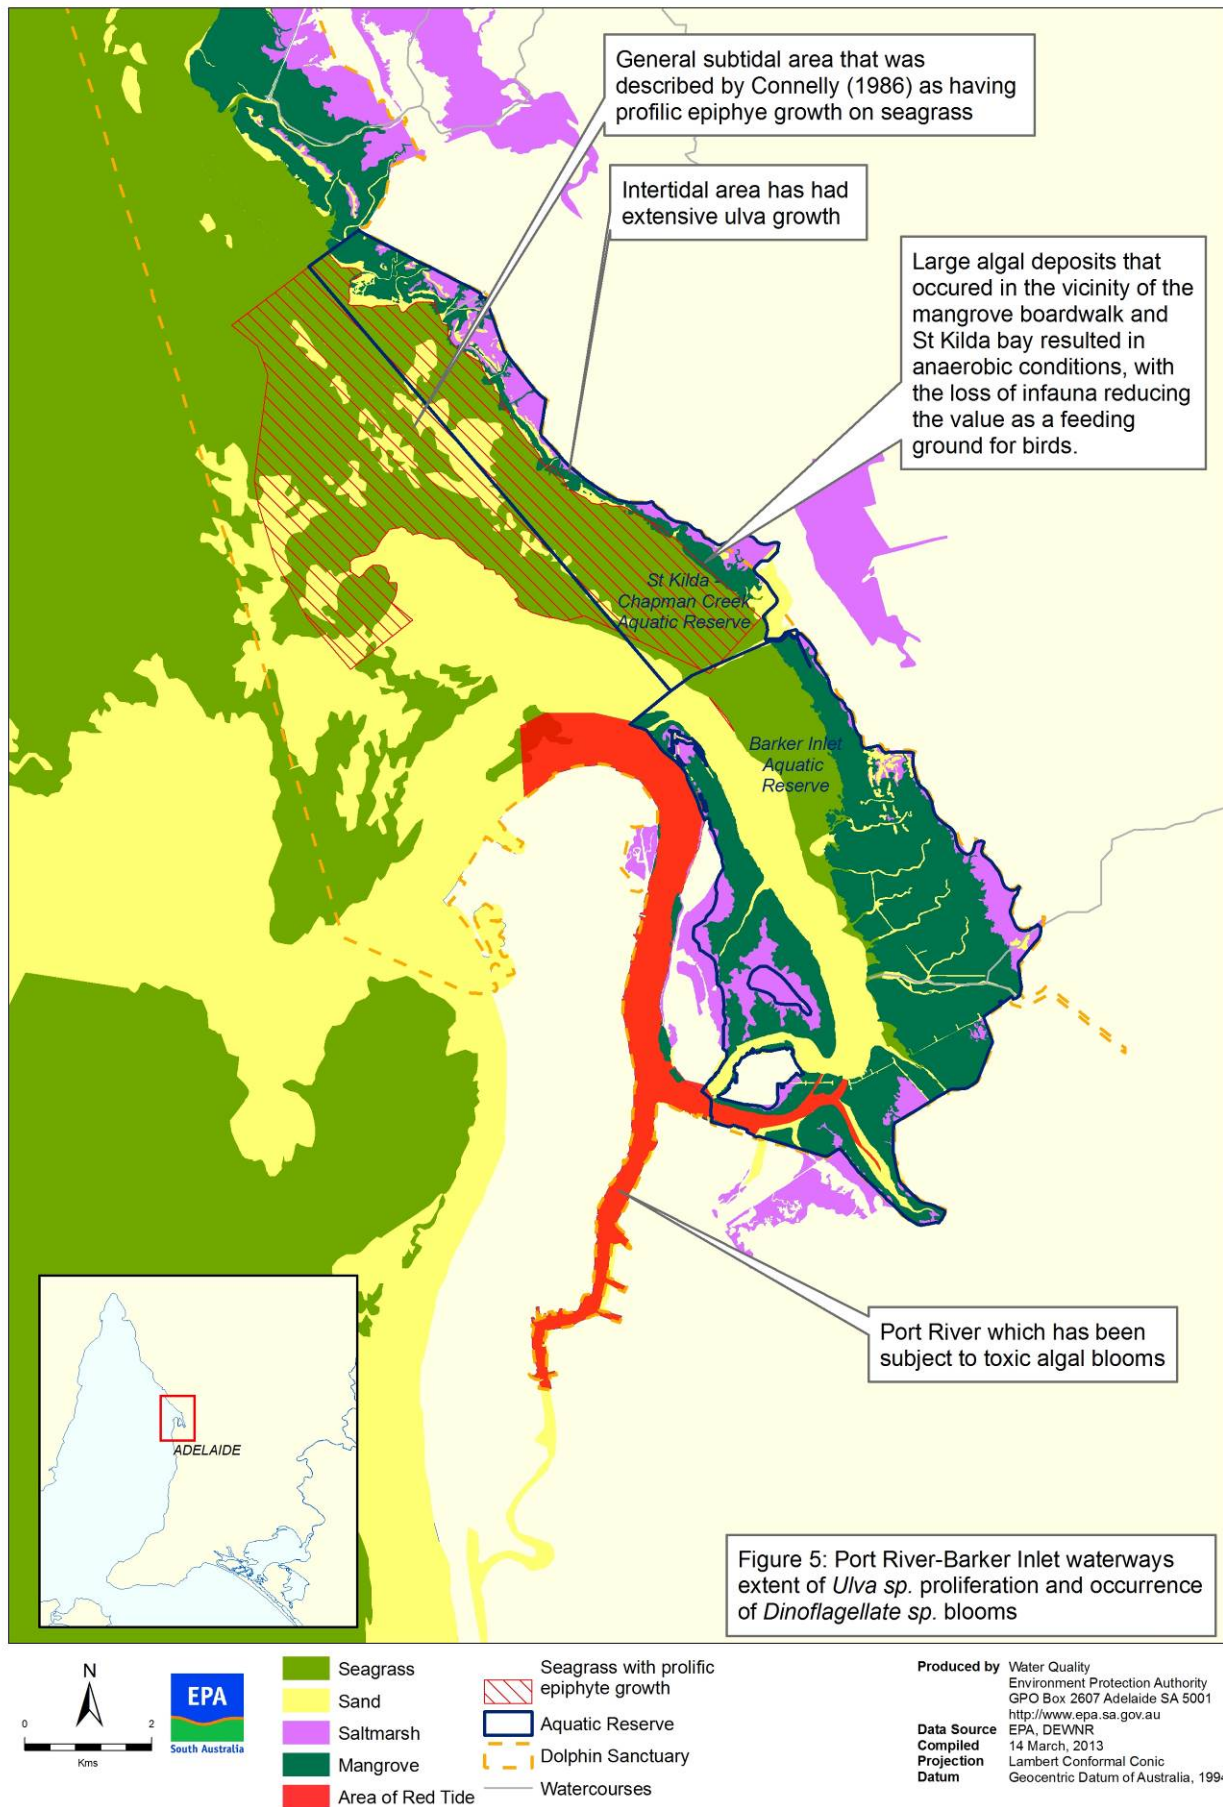 General subtidal area that was
described by Connelly (1986) as having
profilic epiphye growth on seagrass
Intertidal area has had
extensive ulva growth
Large algal deposits that
occured in the vicinity of the
mangrove boardwalk and
St Kilda bay resulted in
anaerobic conditions, with
the loss of infauna reducing
the value as a feeding
ground for birds.
St Kilda -
Chapman Creek
Aquatic Reserve
Barker Inlet
Aquatic
Reserve
Port River which has been
subject to toxic algal blooms
ADELAIDE
Figure 5: Port River-Barker Inlet waterways
extent of Ulva sp. proliferation and occurrence
of Dinoflagellate sp. blooms
N
0 2
Kms
EPA
South Australia
Seagrass
Sand
Saltmarsh
Mangrove
Area of Red Tide
Seagrass with prolific
epiphyte growth
Aquatic Reserve
Dolphin Sanctuary
Watercourses
Produced by Water Quality
Environment Protection Authority
GPO Box 2607 Adelaide SA 5001
http://www.epa.sa.gov.au
Data Source EPA, DEWNR
Compiled 14 March, 2013
Projection Lambert Conformal Conic
Datum Geocentric Datum of Australia, 1994